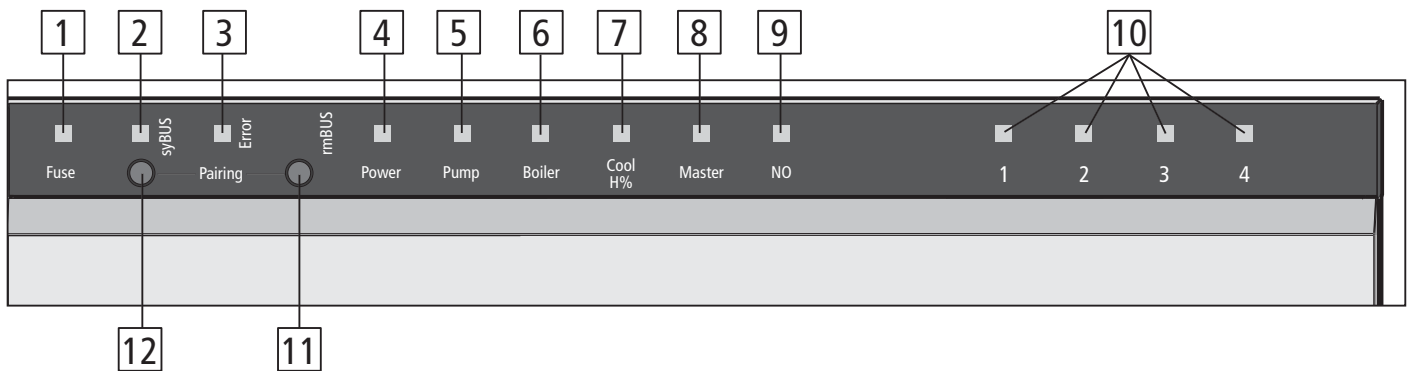 1 2 3 4 5 6 7 8 9 10
syBUS Error rmBUS
Fuse Pairing Power Pump Boiler Cool H% Master NO 1 2 3 4
12 11